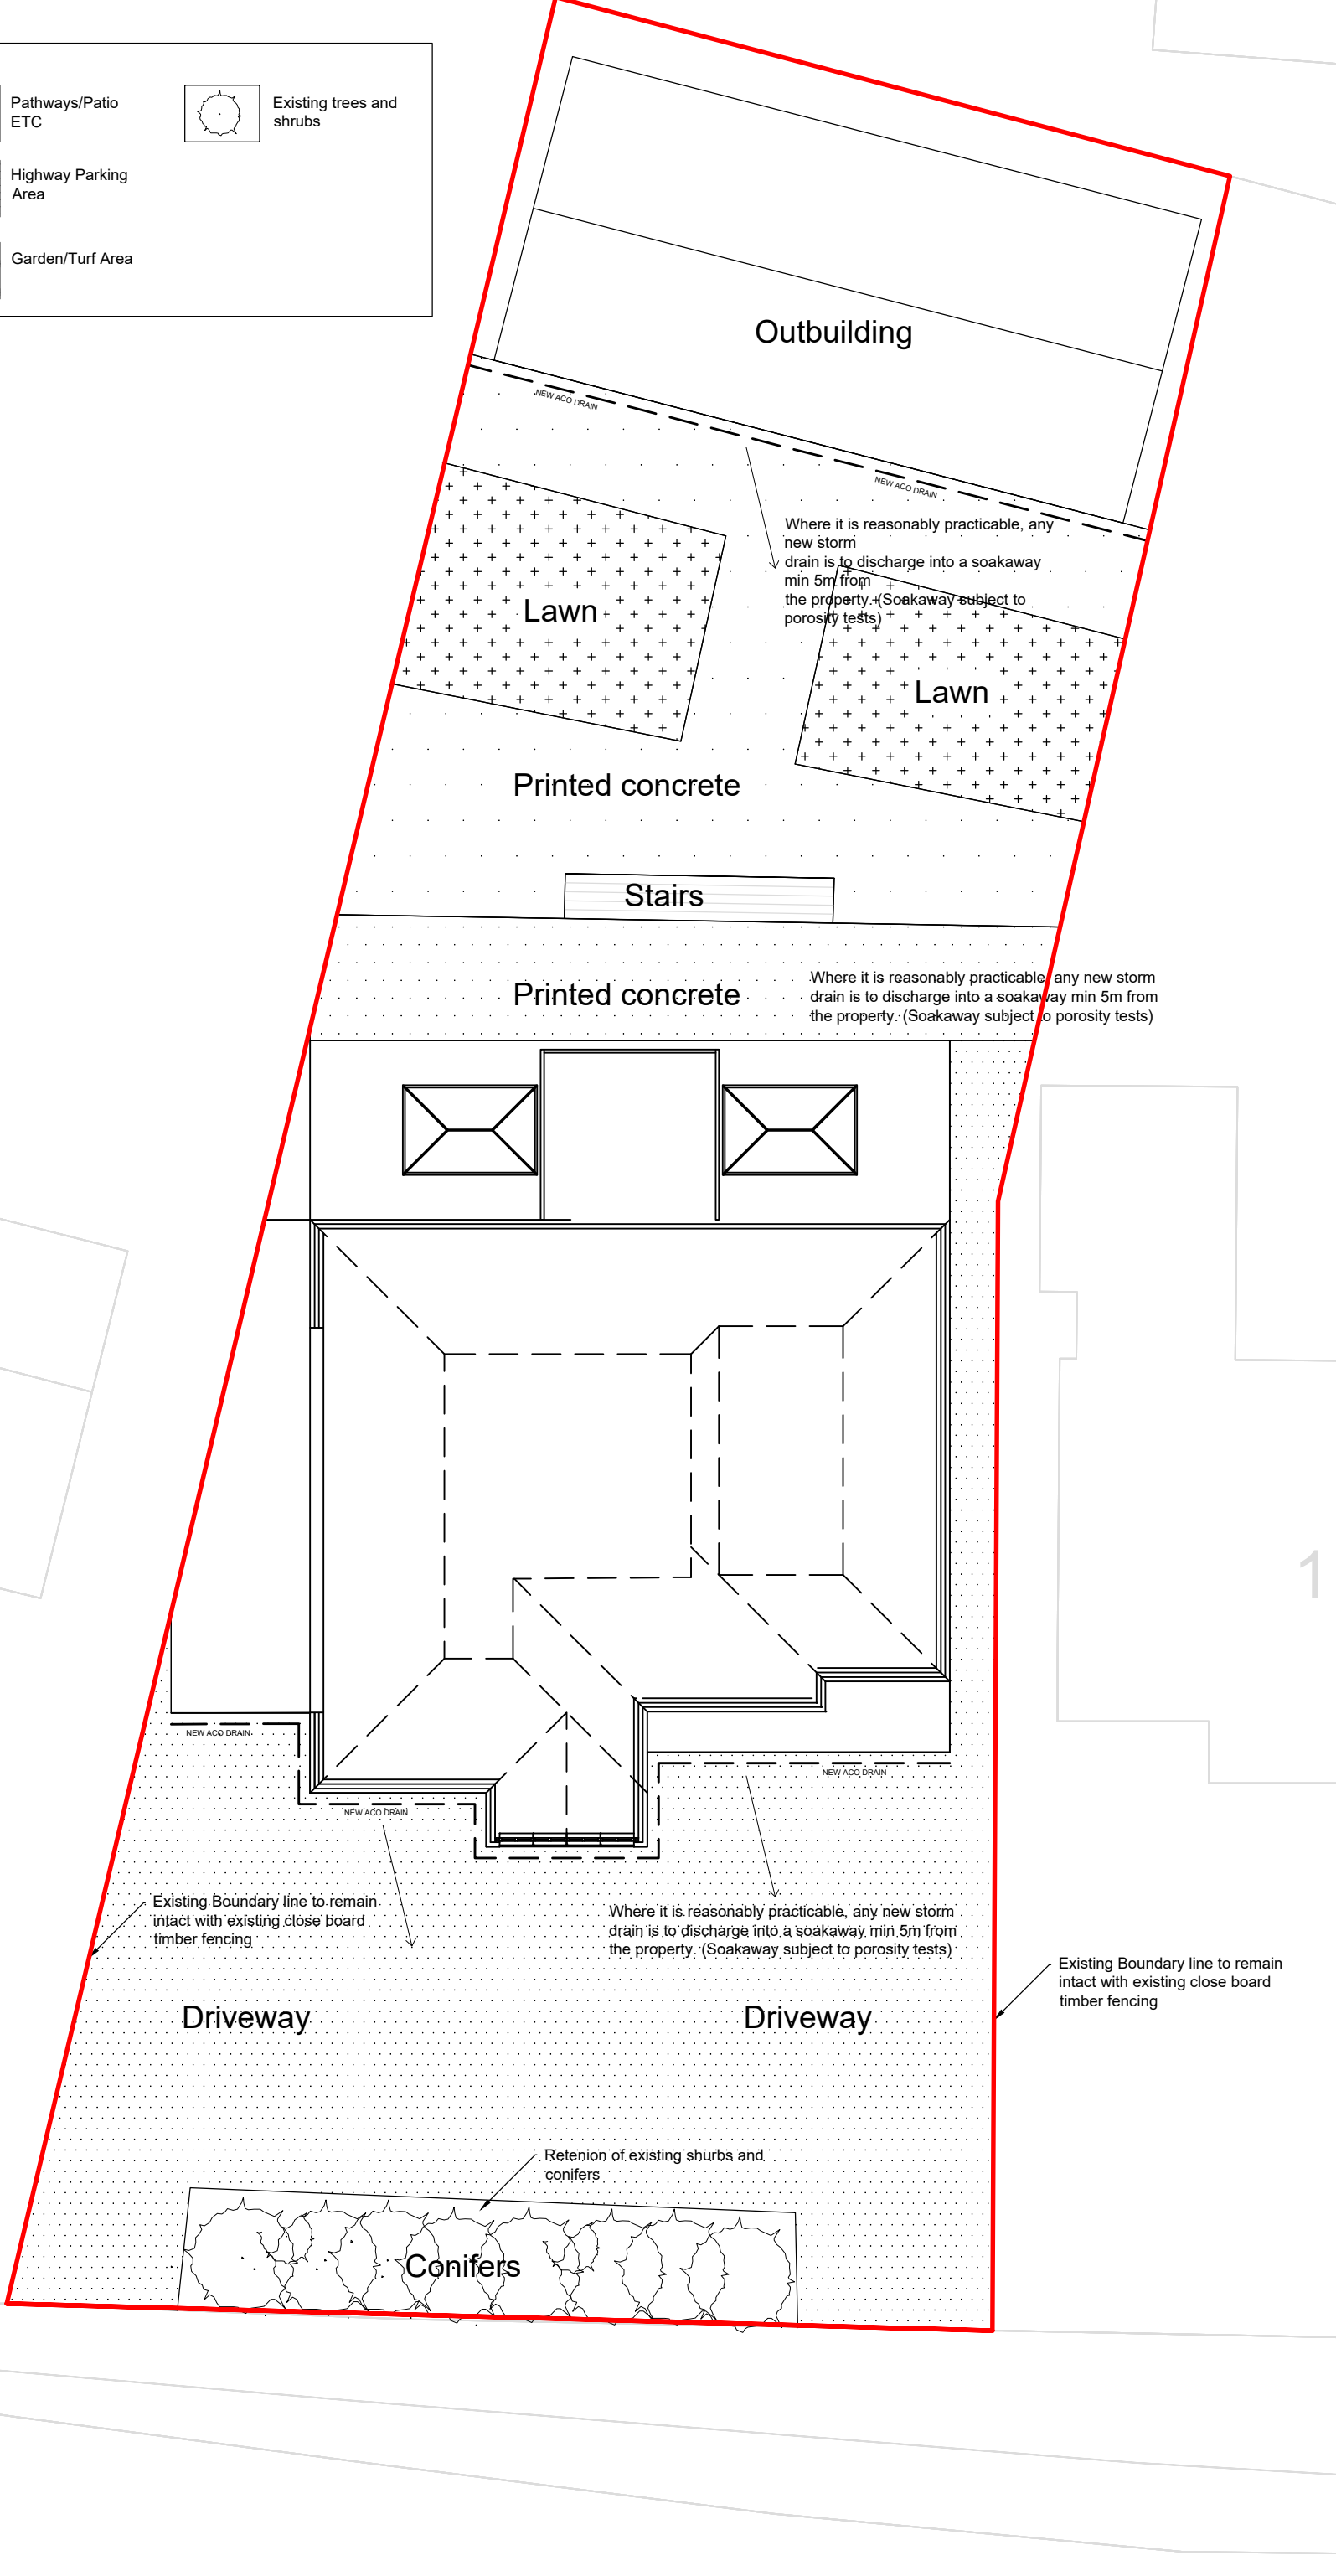 Pathways/Patio
ETC
Existing trees and
shrubs
Highway Parking
Area
Garden/Turf Area
Outbuilding
NEW ACO DRAIN
NEW ACO DRAIN
Where it is reasonably practicable, any
new storm
drain is to discharge into a soakaway
min 5m from
the property. (Soakaway subject to
porosity tests)
Lawn
Lawn
Printed concrete
Stairs
Printed concrete
Where it is reasonably practicable, any new storm
drain is to discharge into a soakaway min 5m from
the property. (Soakaway subject to porosity tests)
1
NEW ACO DRAIN
NEW ACO DRAIN
NEW ACO DRAIN
Existing Boundary line to remain
intact with existing close board
timber fencing
Where it is reasonably practicable, any new storm
drain is to discharge into a soakaway min 5m from
the property. (Soakaway subject to porosity tests)
Existing Boundary line to remain
intact with existing close board
timber fencing
Driveway
Driveway
Retenion of existing shurbs and
conifers
Conifers